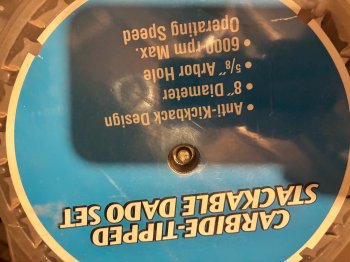 CARBIDE-TIPPED
STACKABLE DADO SET
• Anti-Kickback Design
• 8" Diameter
• 5/8" Arbor Hole
• 6000 rpm Max.
Operating Speed